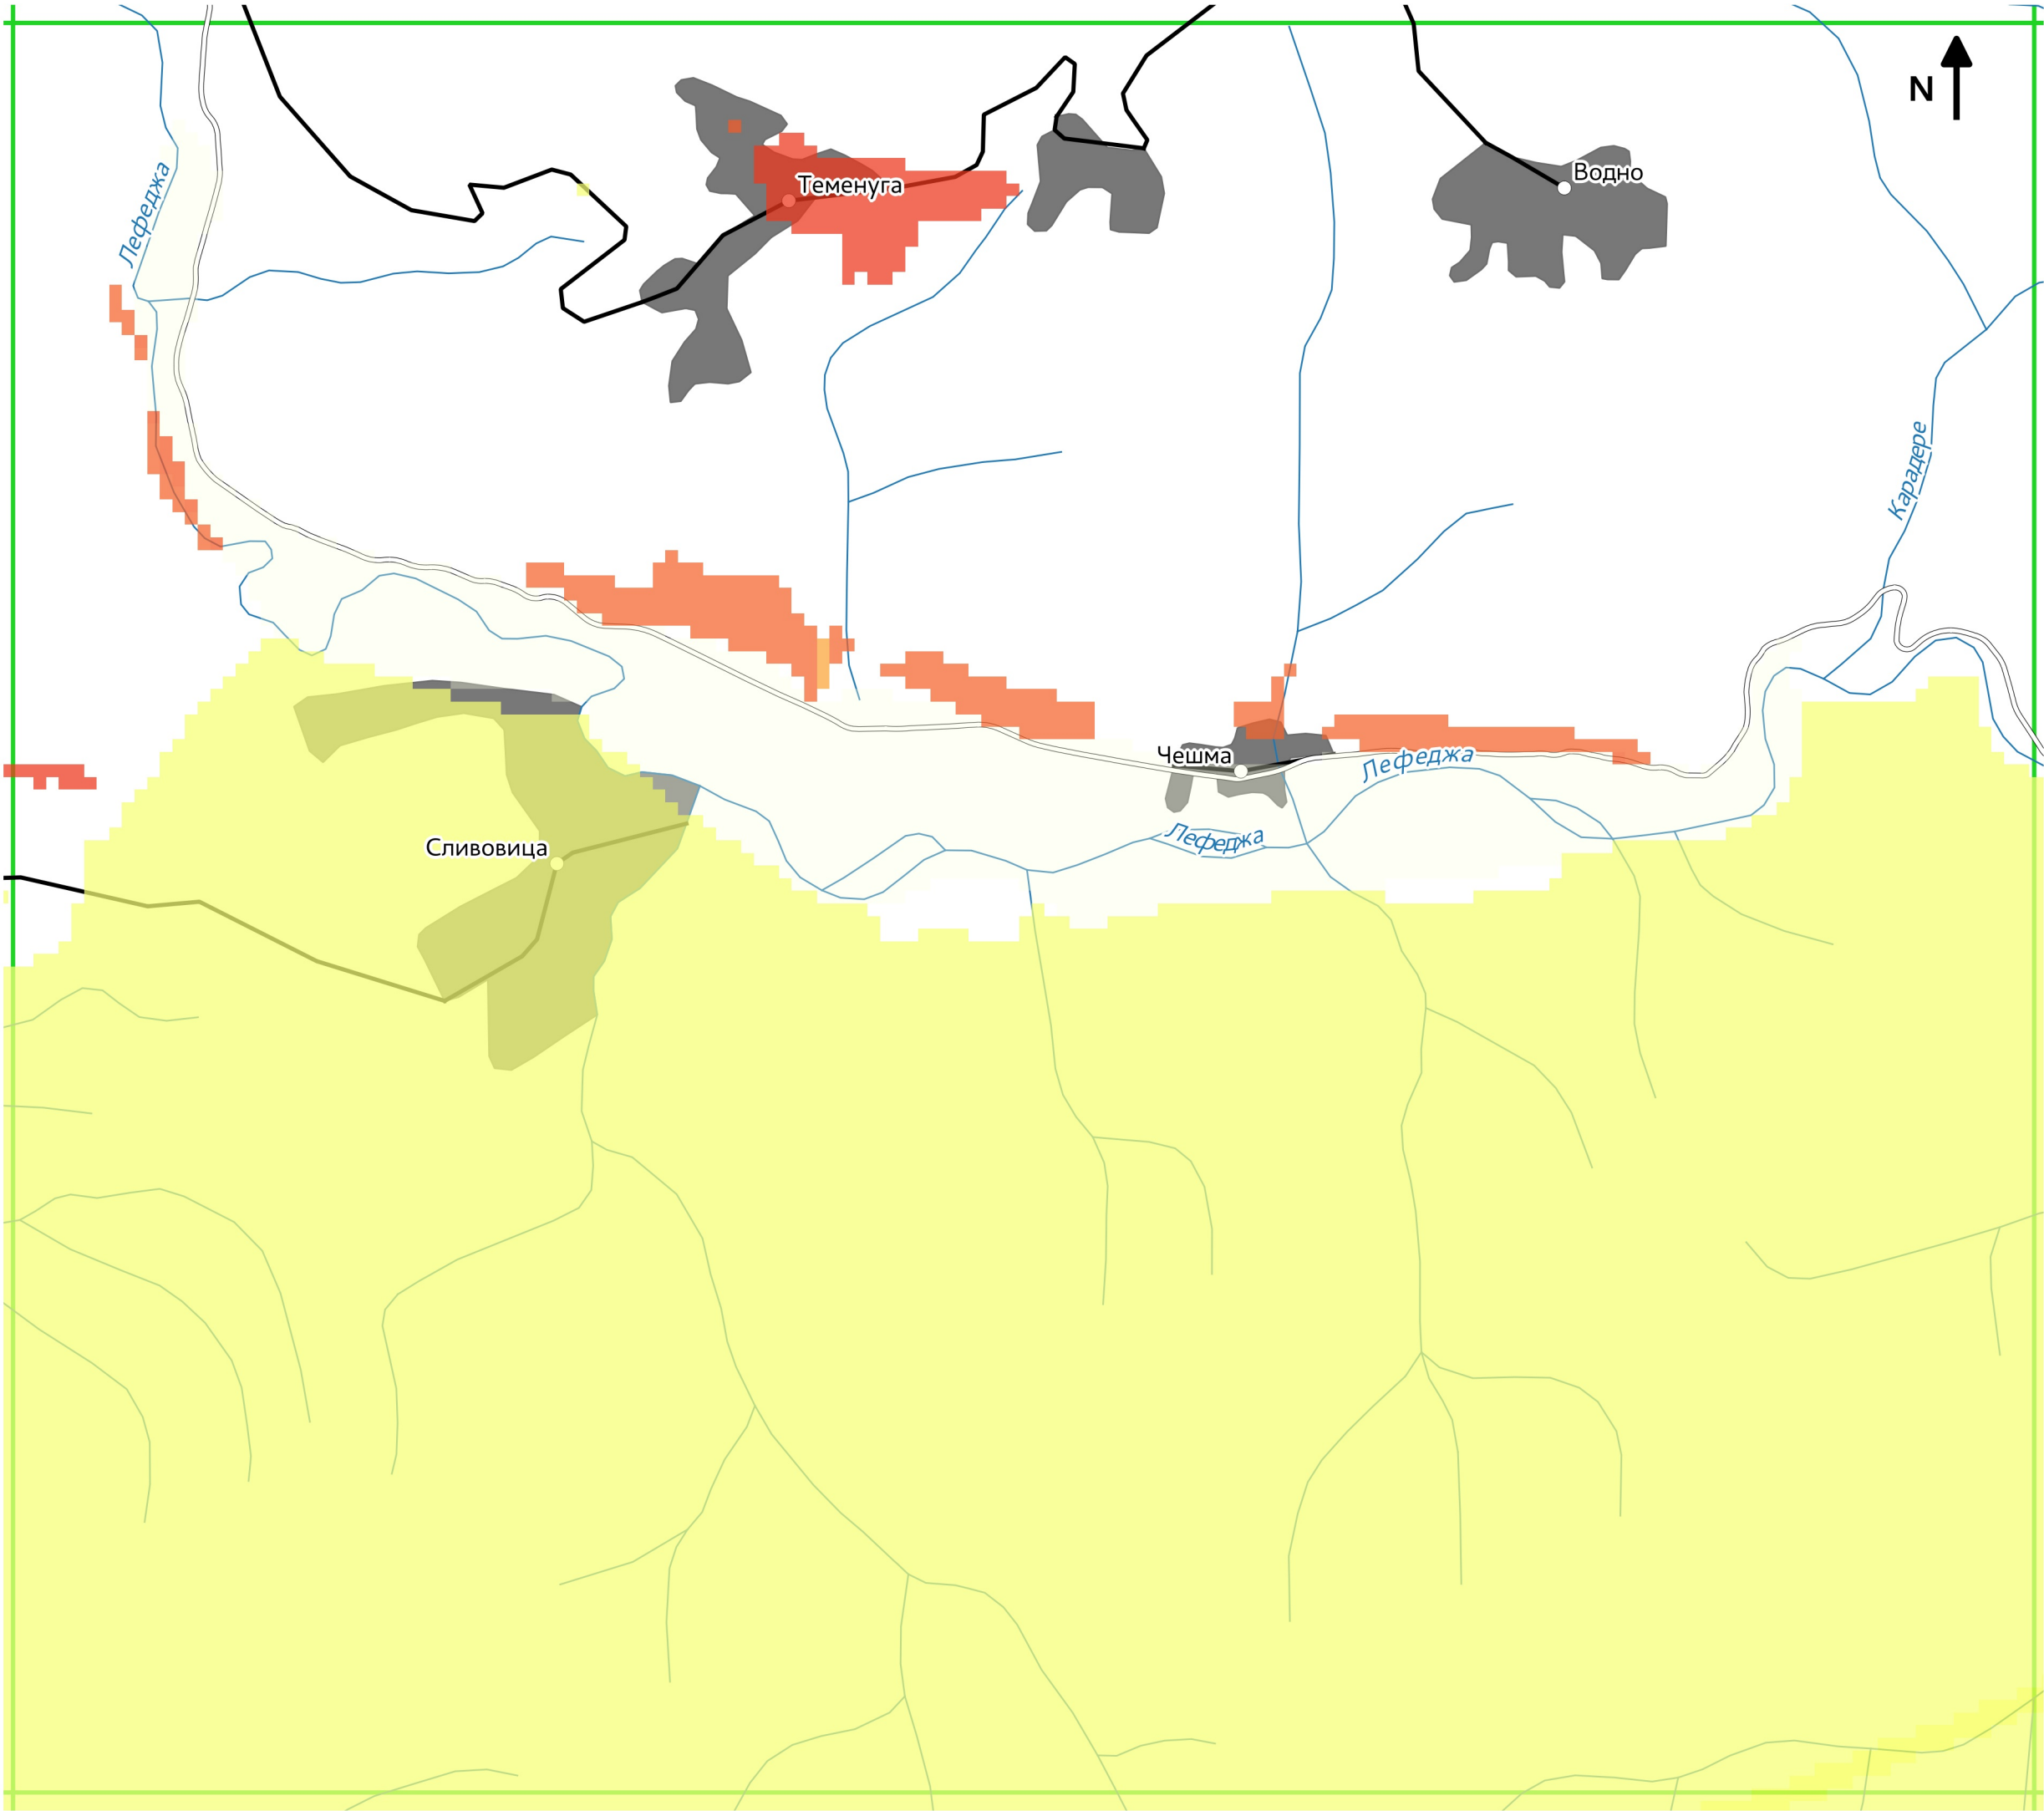 N
Водно
Теменуга
Лефеджа
Карадере
Чешма
Лефеджа
Лефеджа
Сливовица